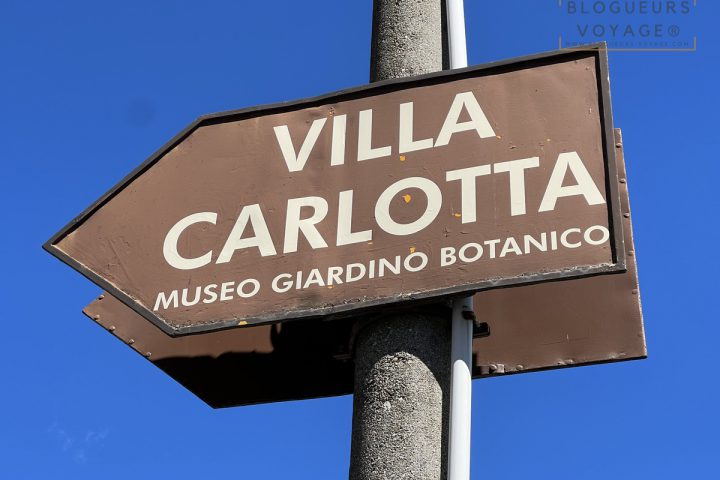 BLOGUEURS
VOYAGE®
VILLA
CARLOTTA
MUSEO GIARDINO BOTANICO